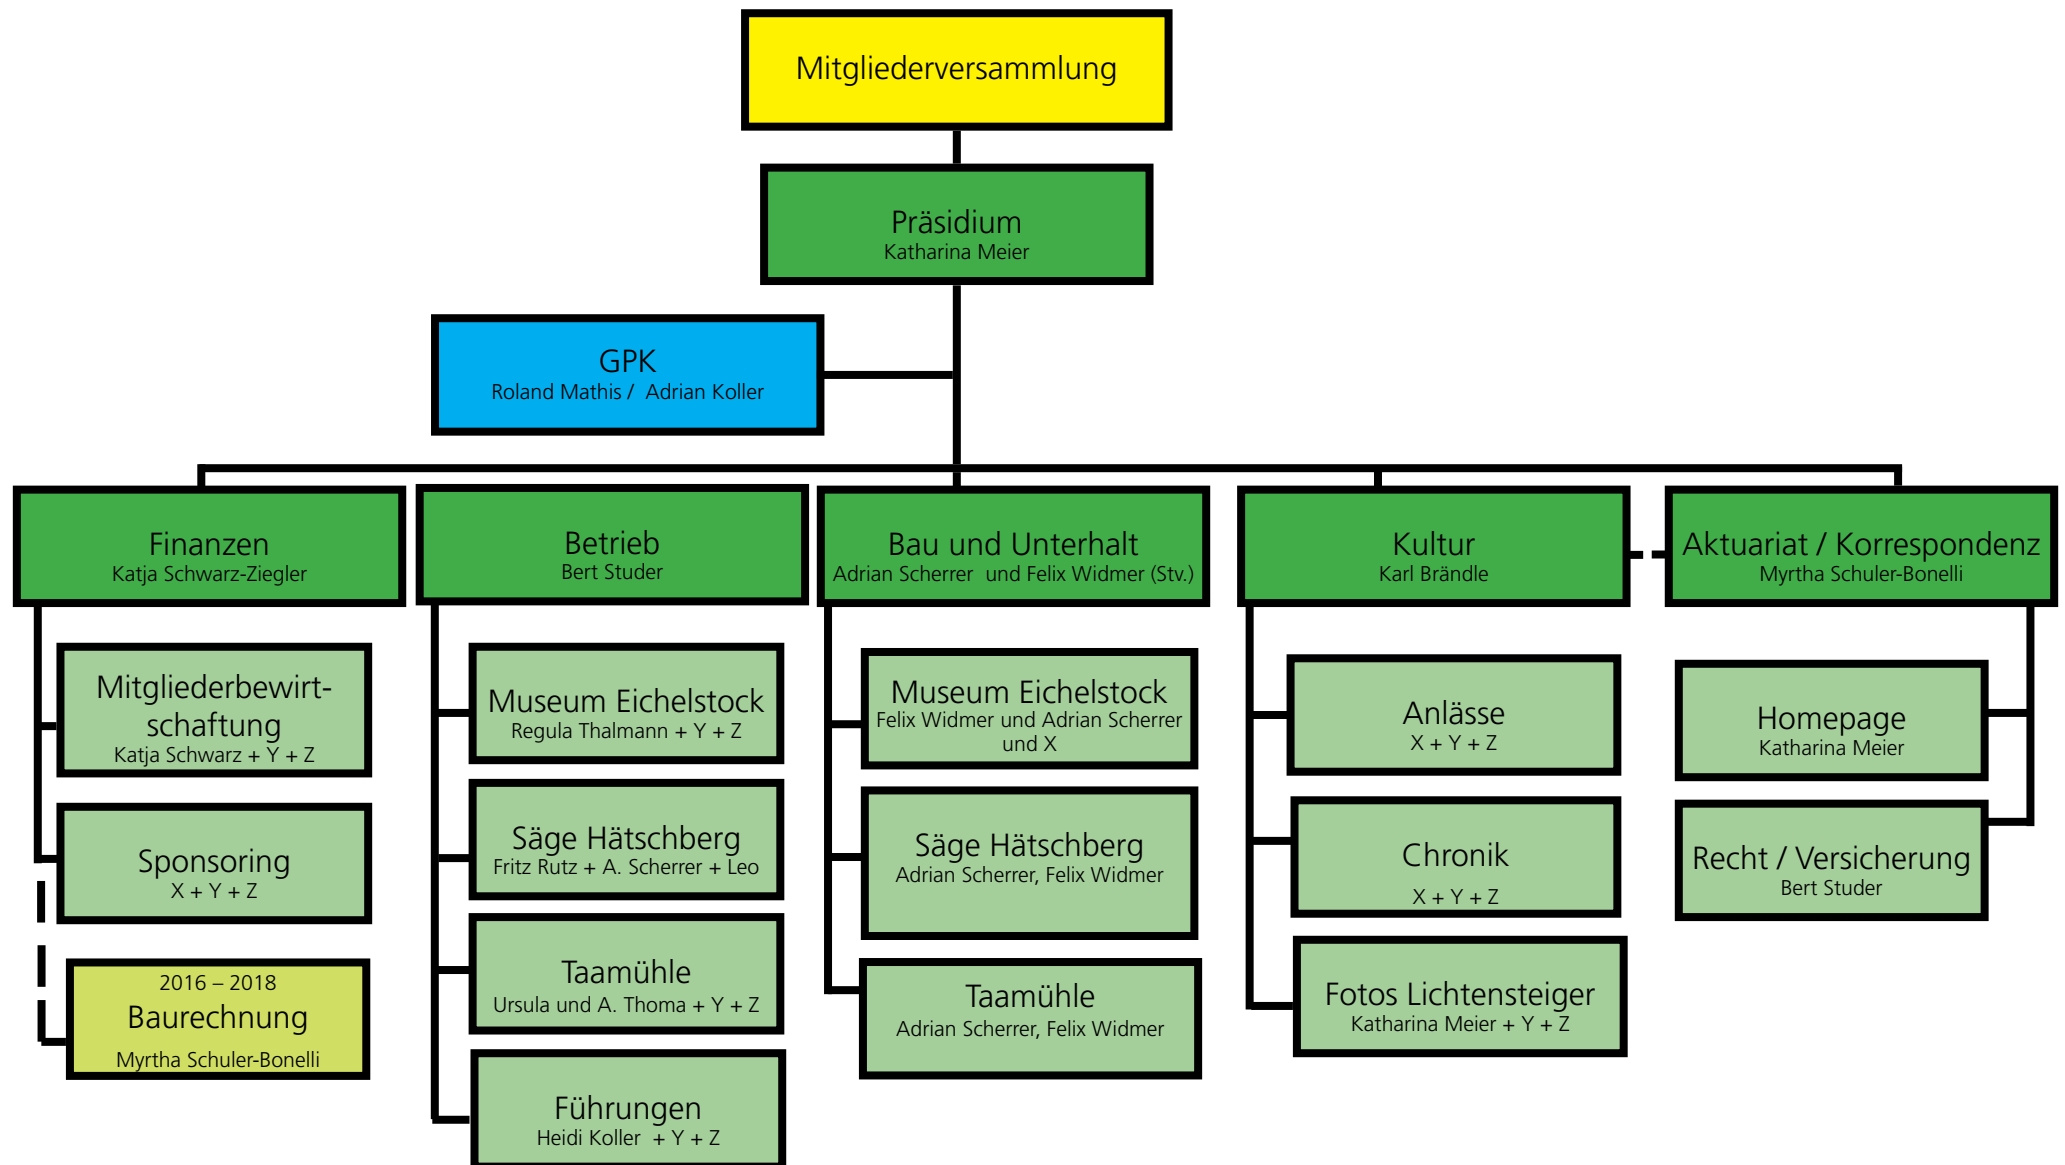 Mitgliederversammlung
Präsidium
Katharina Meier
GPK
Roland Mathis / Adrian Koller
Finanzen
Katja Schwarz-Ziegler
Mitgliederbewirt-
schaftung
Katja Schwarz + Y + Z
Sponsoring
X + Y + Z
2016 – 2018
Baurechnung
Myrtha Schuler-Bonelli
Betrieb
Bert Studer
Museum Eichelstock
Regula Thalmann + Y + Z
Säge Hätschberg
Fritz Rutz + A. Scherrer + Leo
Taamühle
Ursula und A. Thoma + Y + Z
Führungen
Heidi Koller + Y + Z
Bau und Unterhalt
Adrian Scherrer und Felix Widmer (Stv.)
Museum Eichelstock
Felix Widmer und Adrian Scherrer
und X
Säge Hätschberg
Adrian Scherrer, Felix Widmer
Taamühle
Adrian Scherrer, Felix Widmer
Kultur
Karl Brändle
Anlässe
X + Y + Z
Chronik
X + Y + Z
Fotos Lichtensteiger
Katharina Meier + Y + Z
Aktuariat / Korrespondenz
Myrtha Schuler-Bonelli
Homepage
Katharina Meier
Recht / Versicherung
Bert Studer